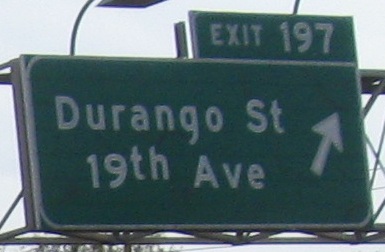 EXIT 197
Durango St
19th Ave